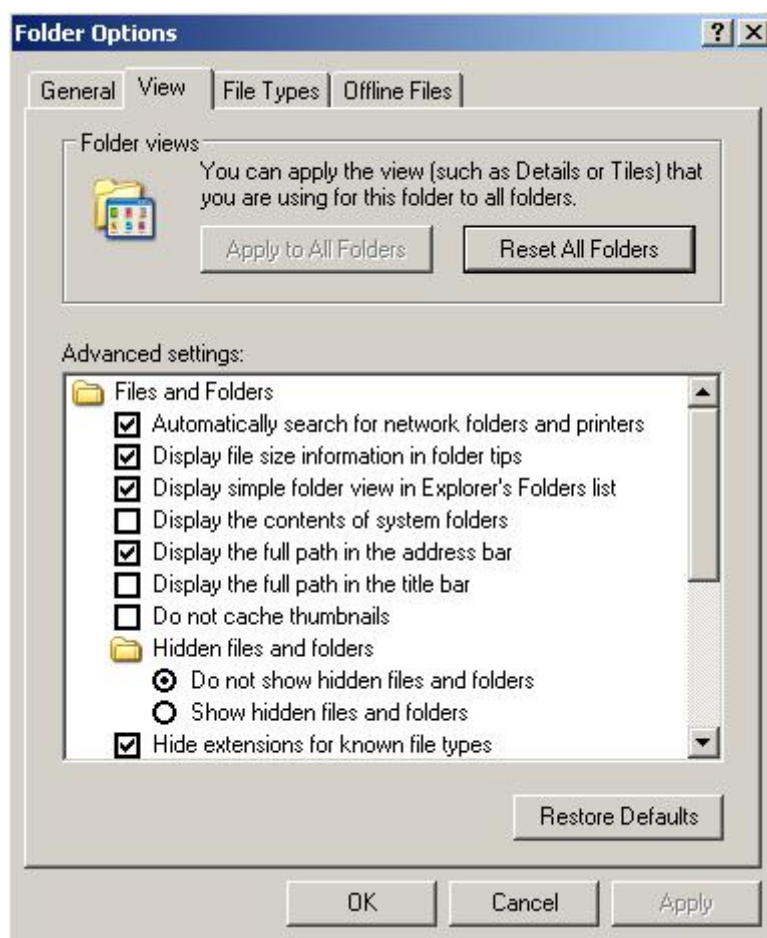 Folder Options
General View File Types Offline Files
Folder views
You can apply the view (such as Details or Tiles) that
you are using for this folder to all folders.
Apply to All Folders Reset All Folders
Advanced settings:
Files and Folders
Automatically search for network folders and printers
Display file size information in folder tips
Display simple folder view in Explorer's Folders list
Display the contents of system folders
Display the full path in the address bar
Display the full path in the title bar
Do not cache thumbnails
Hidden files and folders
Do not show hidden files and folders
Show hidden files and folders
Hide extensions for known file types
Restore Defaults
OK Cancel Apply